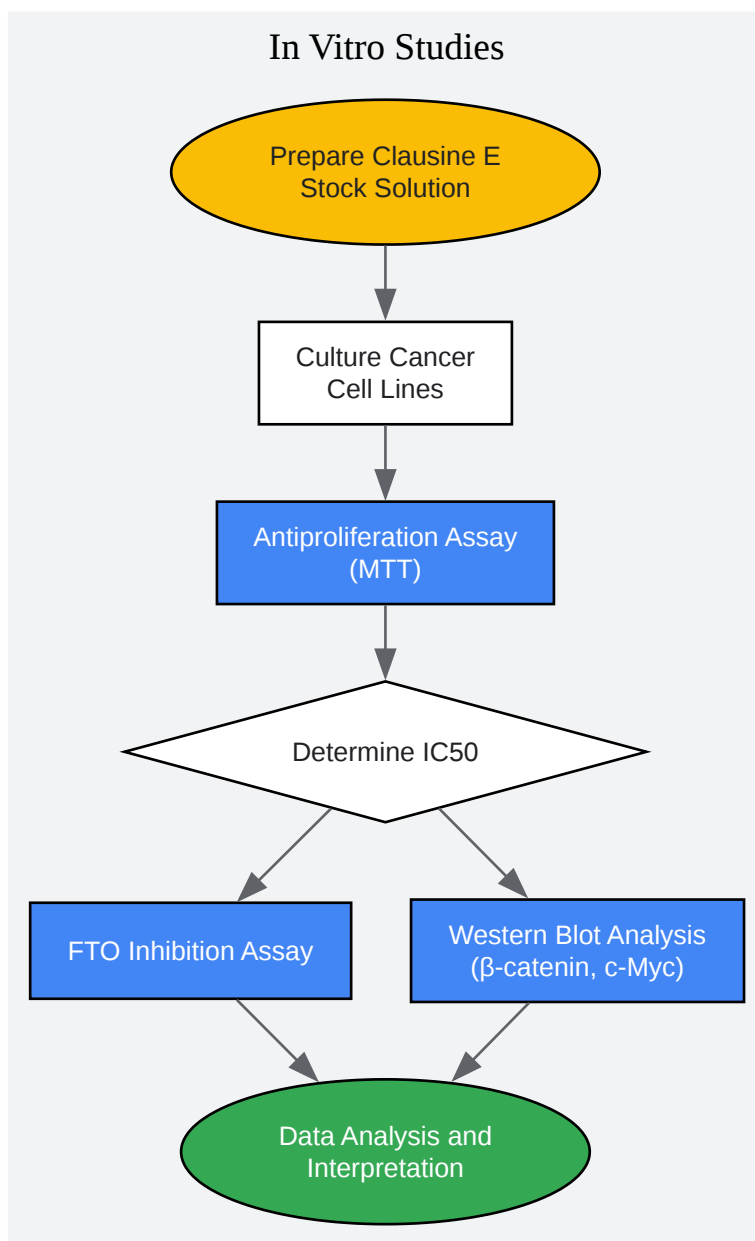 In Vitro Studies
Prepare Clausine E
Stock Solution
Culture Cancer
Cell Lines
Antiproliferation Assay
(MTT)
Determine IC50
FTO Inhibition Assay
Western Blot Analysis
(β-catenin, c-Myc)
Data Analysis and
Interpretation